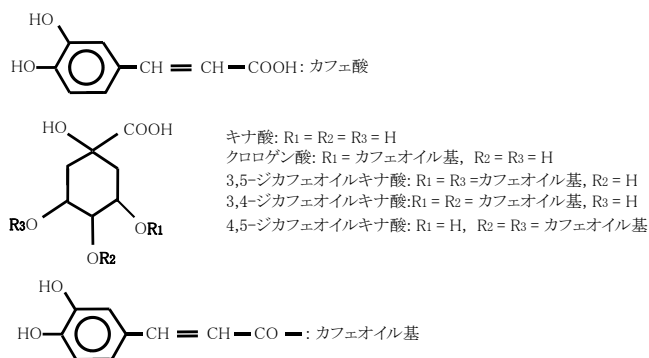 HO
HO CH = CH COOH: カフェ酸
HO COOH
キナ酸: R1 = R2 = R3 = H
クロロゲン酸: R1 = カフェオイル基, R2 = R3 = H
3,5-ジカフェオイルキナ酸: R1 = R3 =カフェオイル基, R2 = H
3,4-ジカフェオイルキナ酸:R1 = R2 = カフェオイル基, R3 = H
4,5-ジカフェオイルキナ酸: R1 = H, R2 = R3 = カフェオイル基
R3O OR1
OR2
HO
HO CH = CH CO : カフェオイル基